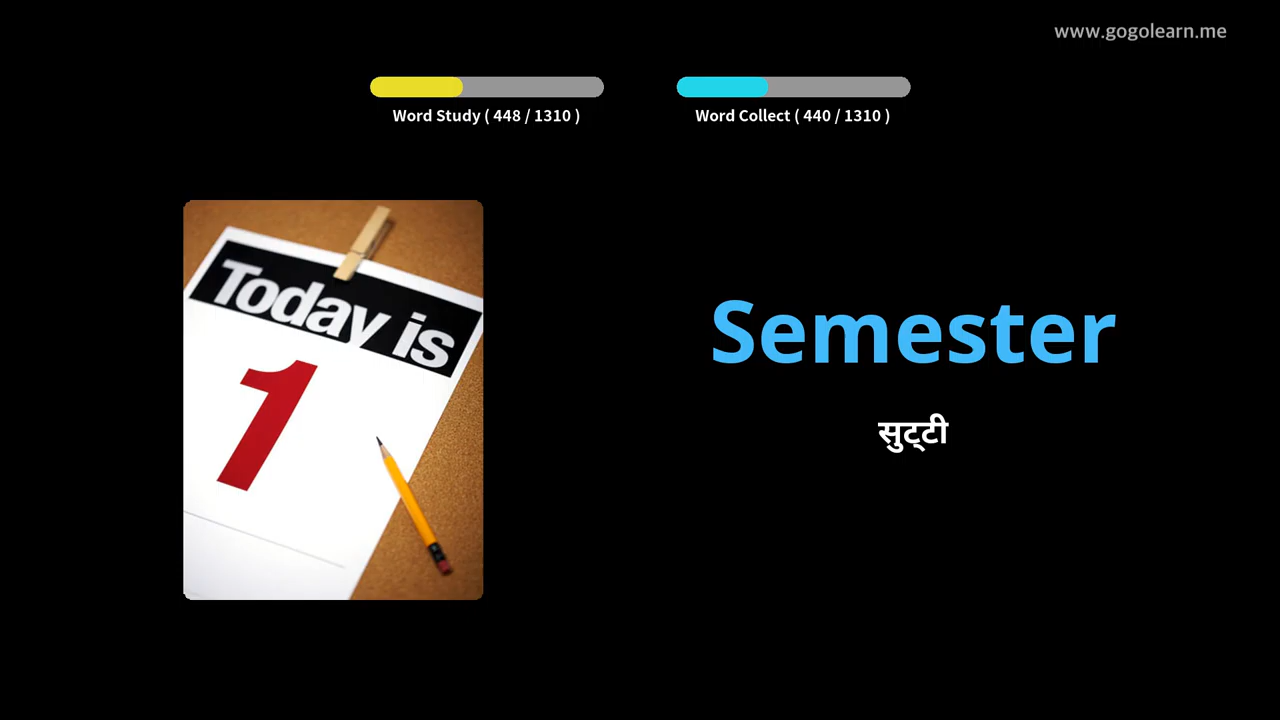 www.gogolearn.me
Word Study ( 448 / 1310 )
Word Collect ( 440 / 1310 )
Today is
1
Semester
सुट्टी